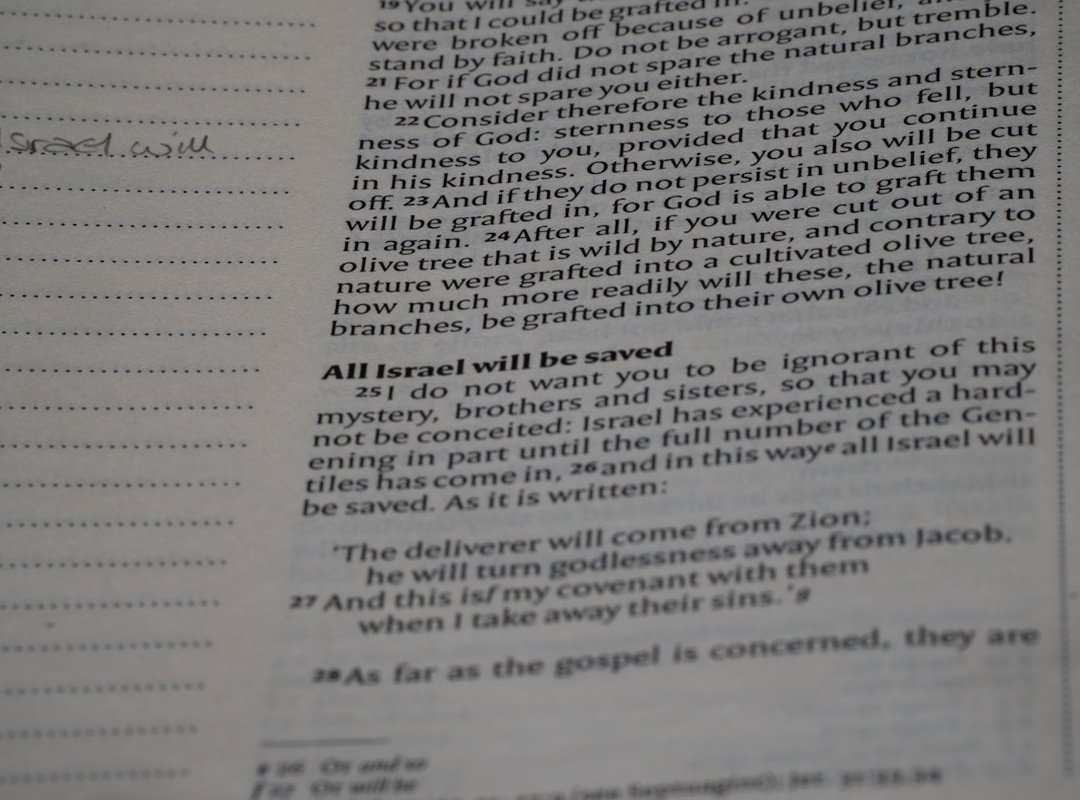 Israel will
19 You will say
so that I could be grafted in.
were broken off because of unbelief,
stand by faith. Do not be arrogant, but tremble.
21 For if God did not spare the natural branches,
he will not spare you either.
22 Consider therefore the kindness and stern-
ness of God: sternness to those who fell, but
kindness to you, provided that you continue
in his kindness. Otherwise, you also will be cut
off. 23 And if they do not persist in unbelief, they
will be grafted in, for God is able to graft them
in again. 24 After all, if you were cut out of an
olive tree that is wild by nature, and contrary to
nature were grafted into a cultivated olive tree,
how much more readily will these, the natural
branches, be grafted into their own olive tree!
All Israel will be saved
25 I do not want you to be ignorant of this
mystery, brothers and sisters, so that you may
not be conceited: Israel has experienced a hard-
ening in part until the full number of the Gen-
tiles has come in, 26 and in this way e all Israel will
be saved. As it is written:
'The deliverer will come from Zion;
he will turn godlessness away from Jacob.
27 And this is f my covenant with them
when I take away their sins.' g
28 As far as the gospel is concerned, they are
e 26 Or and so
f 27 Or will be